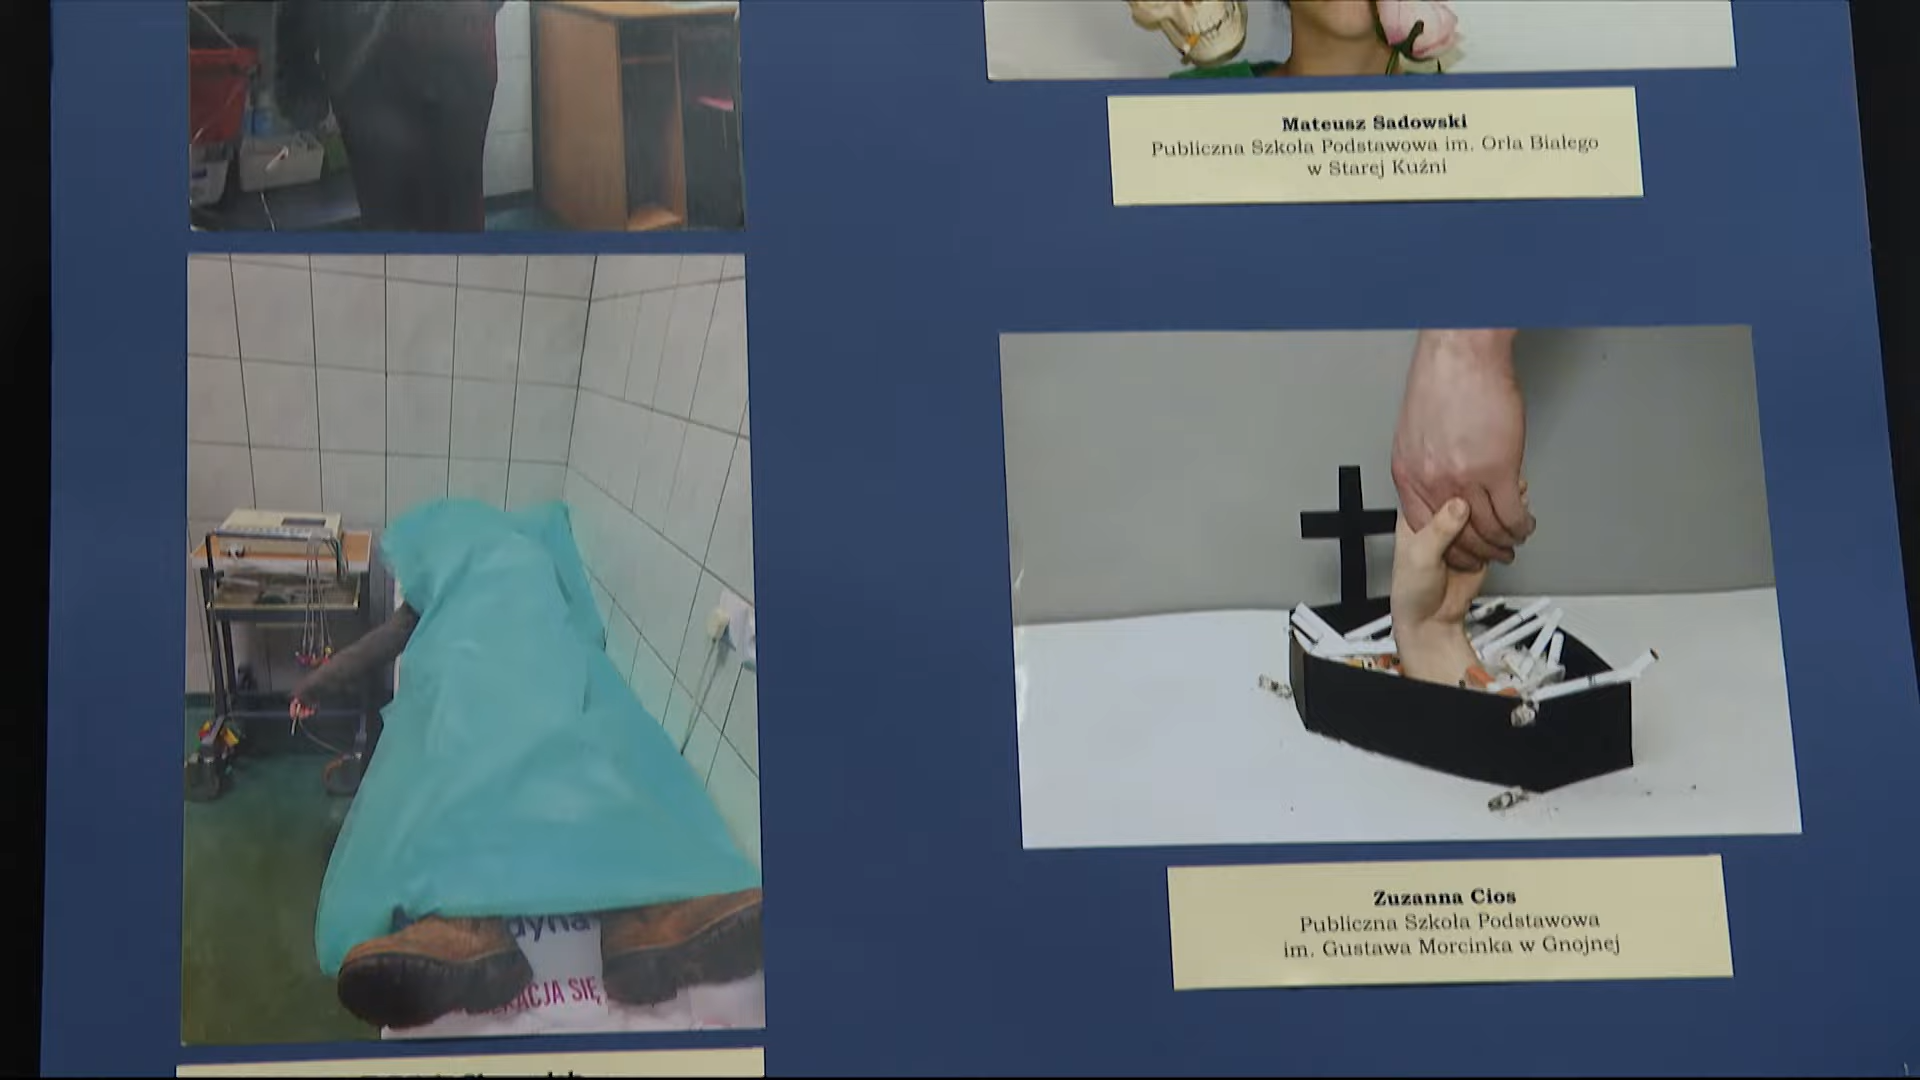 Mateusz Sadowski
Publiczna Szkoła Podstawowa im. Orła Białego
w Starej Kuźni
Zuzanna Cios
Publiczna Szkoła Podstawowa
im. Gustawa Morcinka w Gnojnej
SIĘ